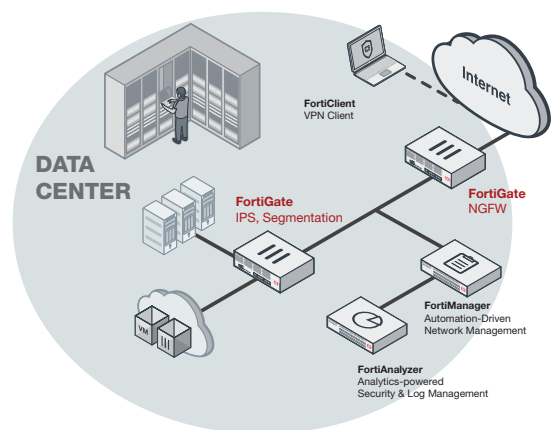 Internet
FortiClient
VPN Client
DATA
CENTER
FortiGate
IPS, Segmentation
FortiGate
NGFW
VM
FortiManager
Automation-Driven
Network Management
FortiAnalyzer
Analytics-powered
Security & Log Management